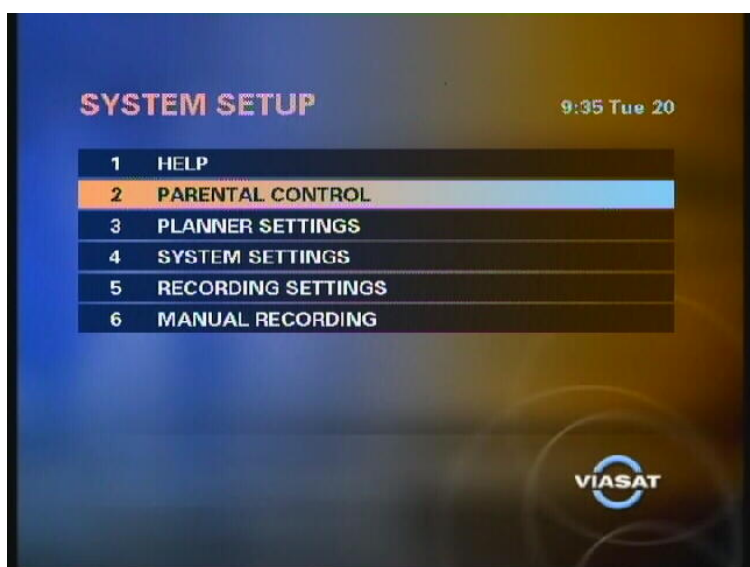 SYSTEM SETUP
9:35 Tue 20
1 HELP
2 PARENTAL CONTROL
3 PLANNER SETTINGS
4 SYSTEM SETTINGS
5 RECORDING SETTINGS
6 MANUAL RECORDING
VIASAT